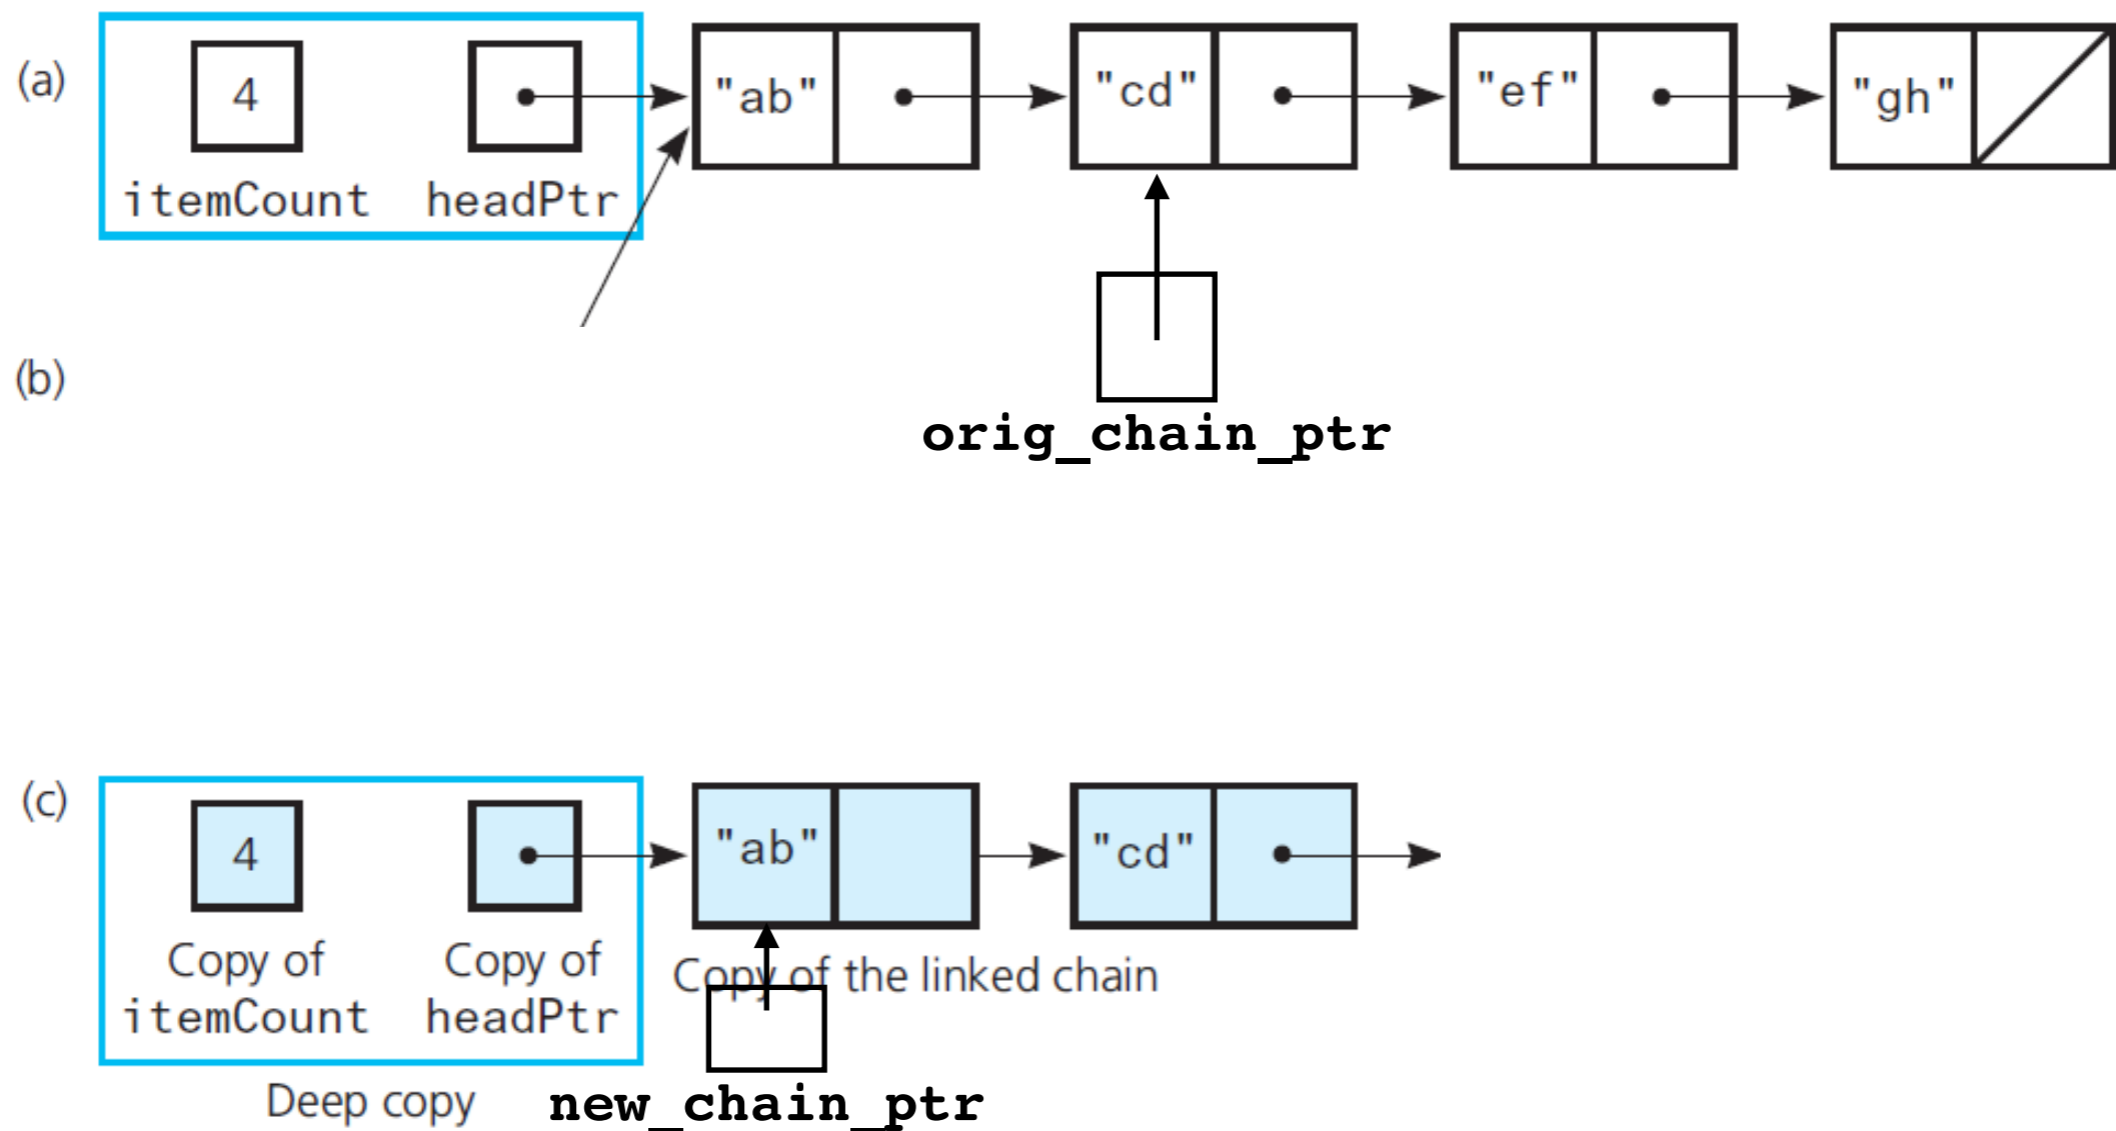 (a)
4
itemCount
headPtr
"ab"
"cd"
"ef"
"gh"
(b)
orig_chain_ptr
(c)
4
Copy of
itemCount
Copy of
headPtr
"ab"
"cd"
Copy of the linked chain
Deep copy
new_chain_ptr